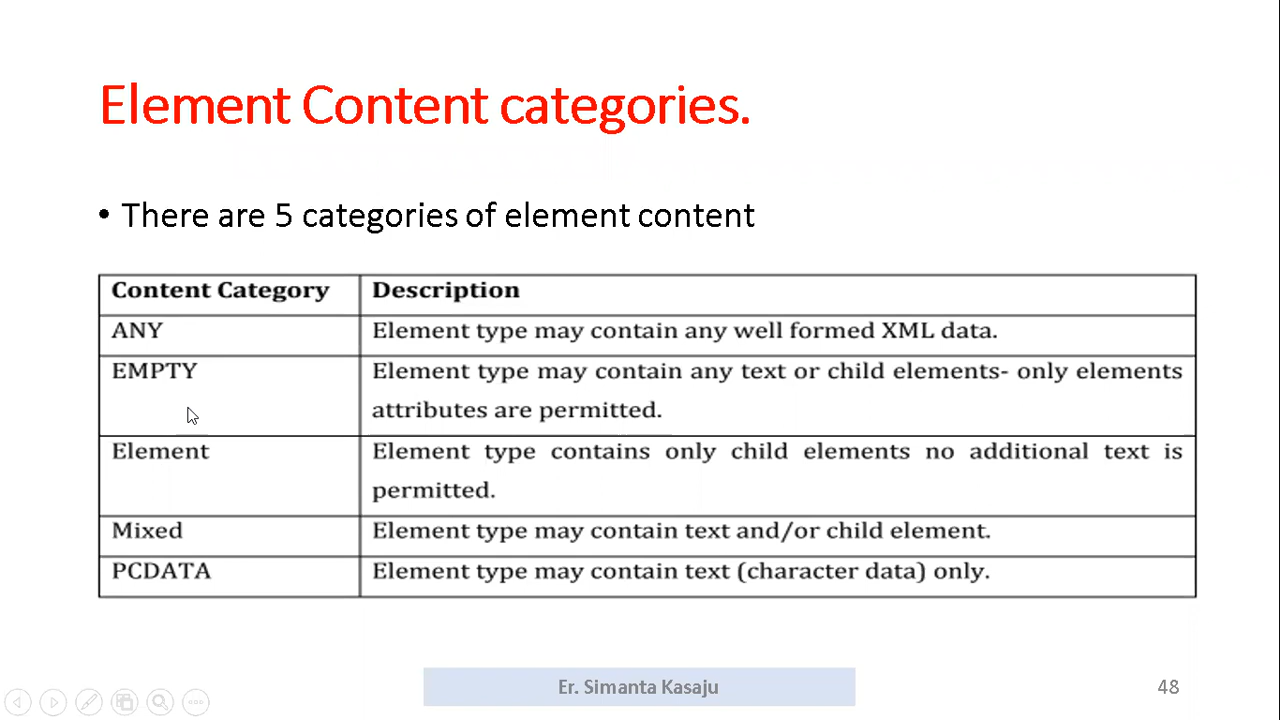 Element Content categories.
• There are 5 categories of element content
Content Category Description
ANY Element type may contain any well formed XML data.
EMPTY Element type may contain any text or child elements- only elements
attributes are permitted.
Element Element type contains only child elements no additional text is
permitted.
Mixed Element type may contain text and/or child element.
PCDATA Element type may contain text (character data) only.
Er. Simanta Kasaju
48